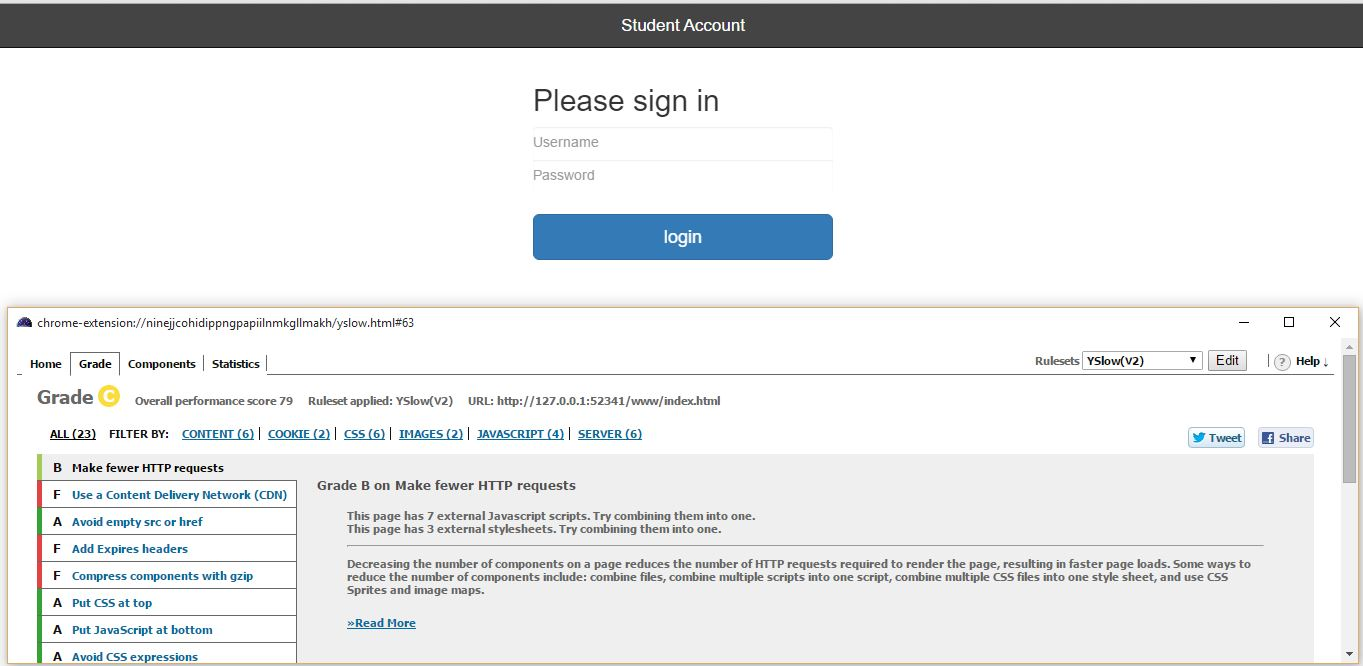 Student Account
Please sign in
Username
Password
login
chrome-extension://ninejjcohidippngpapiilnmkgllmakh/yslow.html#63
Home Grade Components Statistics Rulesets YSlow(V2) Edit ? Help ↓
Grade C Overall performance score 79 Ruleset applied: YSlow(V2) URL: http://127.0.0.1:52341/www/index.html
ALL (23) FILTER BY: CONTENT (6) COOKIE (2) CSS (6) IMAGES (2) JAVASCRIPT (4) SERVER (6) Tweet Share
B Make fewer HTTP requests
F Use a Content Delivery Network (CDN)
A Avoid empty src or href
F Add Expires headers
F Compress components with gzip
A Put CSS at top
A Put JavaScript at bottom
A Avoid CSS expressions
Grade B on Make fewer HTTP requests
This page has 7 external Javascript scripts. Try combining them into one.
This page has 3 external stylesheets. Try combining them into one.
Decreasing the number of components on a page reduces the number of HTTP requests required to render the page, resulting in faster page loads. Some ways to
reduce the number of components include: combine files, combine multiple scripts into one script, combine multiple CSS files into one style sheet, and use CSS
Sprites and image maps.
»Read More